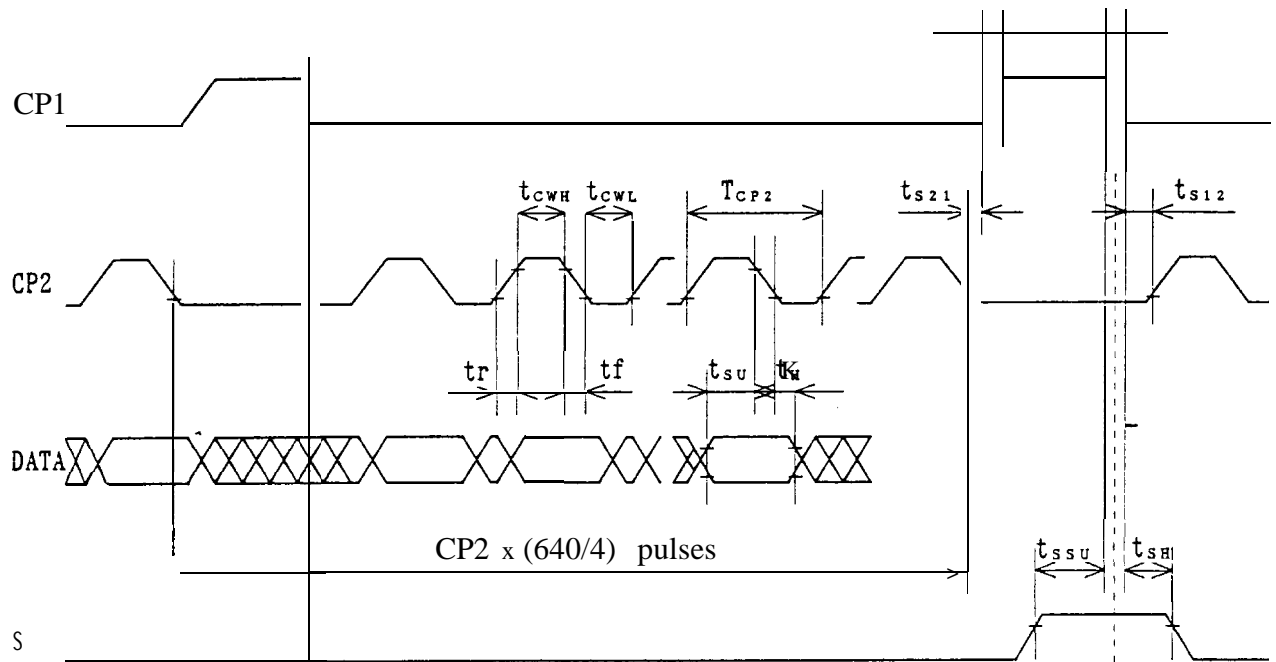 CP1
tCWH tCWL TCP2 tS21 tS12
CP2
tr tf tSU
DATA
CP2 x (640/4) pulses
tSSU tSH
S